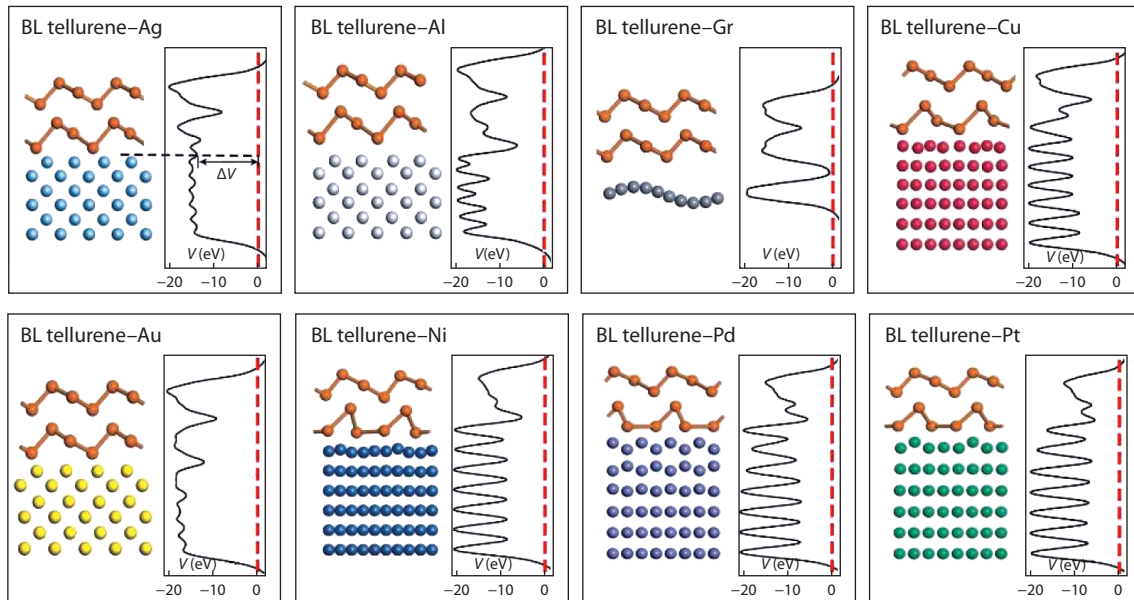 BL tellurene–Ag
ΔV
V (eV)
−20 −10 0
BL tellurene–Al
V(eV)
−20 −10 0
BL tellurene–Gr
V (eV)
−20 −10 0
BL tellurene–Cu
V (eV)
−20 −10 0
BL tellurene–Au
V (eV)
−20 −10 0
BL tellurene–Ni
V (eV)
−20 −10 0
BL tellurene–Pd
V (eV)
−20 −10 0
BL tellurene–Pt
V (eV)
−20 −10 0